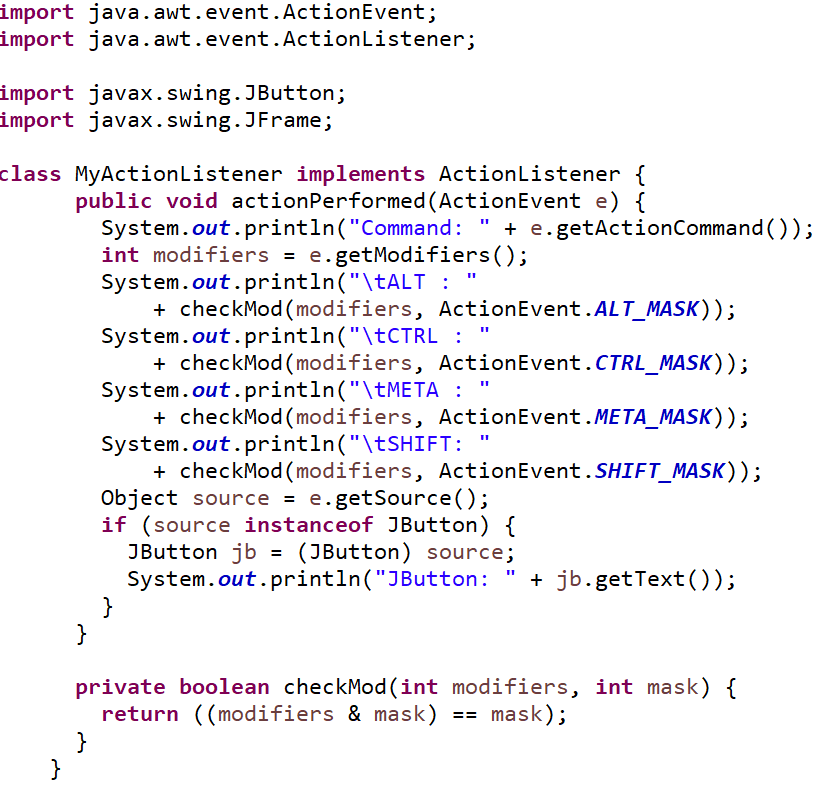 import java.awt.event.ActionEvent;
import java.awt.event.ActionListener;

import javax.swing.JButton;
import javax.swing.JFrame;

class MyActionListener implements ActionListener {
      public void actionPerformed(ActionEvent e) {
        System.out.println("Command: " + e.getActionCommand());
        int modifiers = e.getModifiers();
        System.out.println("\tALT : "
            + checkMod(modifiers, ActionEvent.ALT_MASK));
        System.out.println("\tCTRL : "
            + checkMod(modifiers, ActionEvent.CTRL_MASK));
        System.out.println("\tMETA : "
            + checkMod(modifiers, ActionEvent.META_MASK));
        System.out.println("\tSHIFT: "
            + checkMod(modifiers, ActionEvent.SHIFT_MASK));
        Object source = e.getSource();
        if (source instanceof JButton) {
          JButton jb = (JButton) source;
          System.out.println("JButton: " + jb.getText());
        }
      }

      private boolean checkMod(int modifiers, int mask) {
        return ((modifiers & mask) == mask);
      }
    }